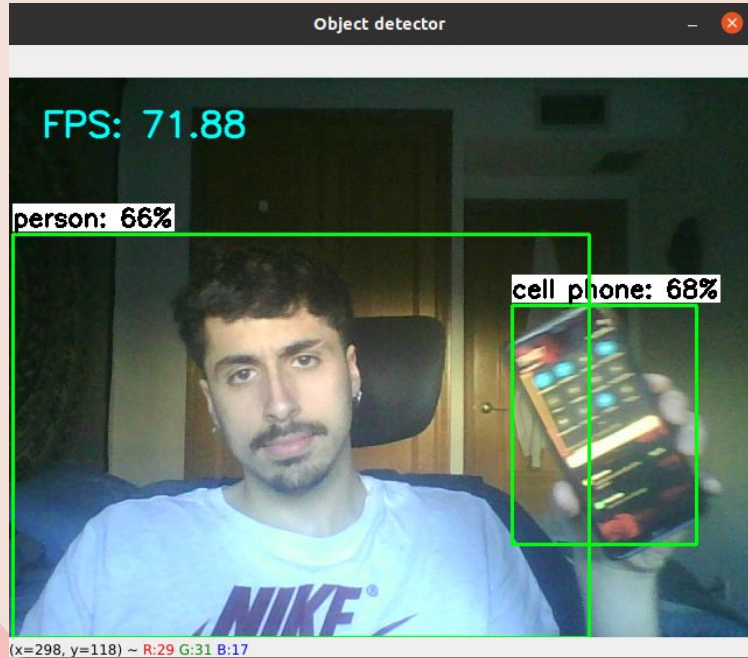 Object detector
FPS: 71.88
person: 66%
cell phone: 68%
NIKE®
(x=298, y=118) ~ R:29 G:31 B:17